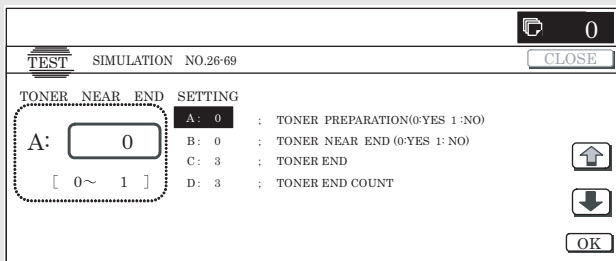 0
TEST SIMULATION NO.26-69 CLOSE
TONER NEAR END SETTING
A: 0 ; TONER PREPARATION(0:YES 1 :NO)
A: 0
B: 0 ; TONER NEAR END (0:YES 1: NO)
C: 3 ; TONER END
[ 0～ 1 ]
D: 3 ; TONER END COUNT
OK